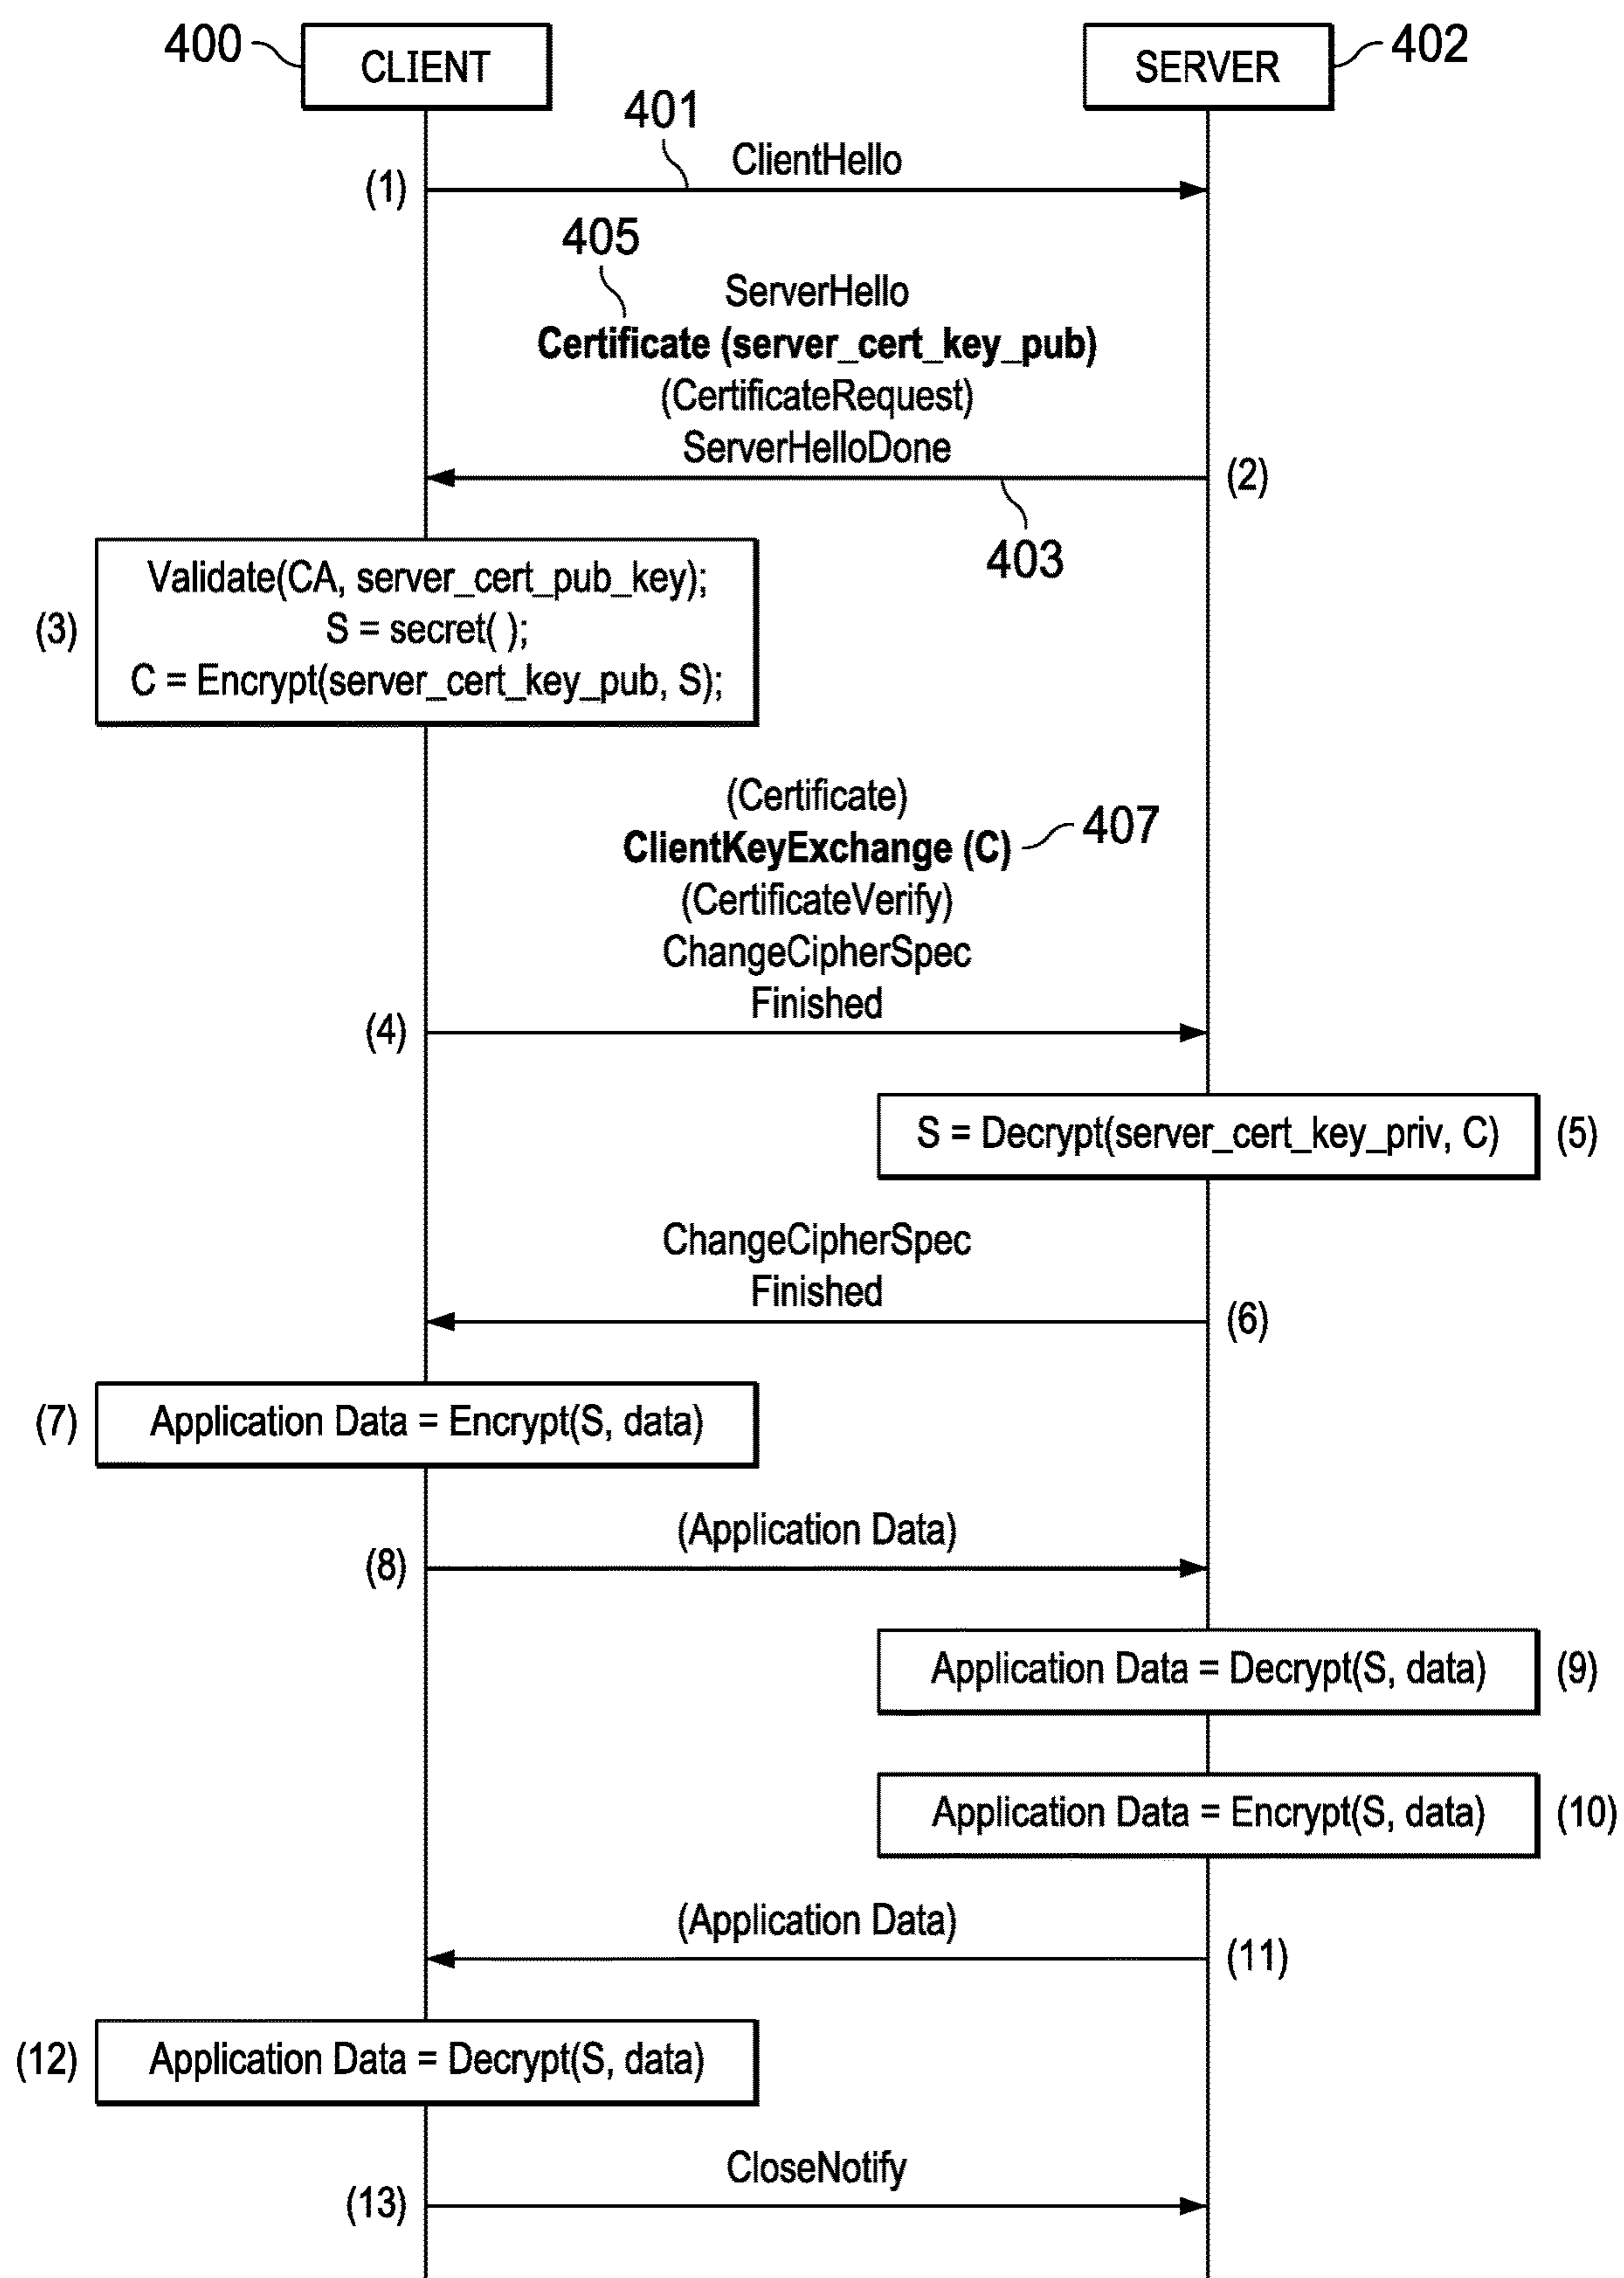 400
CLIENT
SERVER
402
401
ClientHello
(1)
405
ServerHello
Certificate (server_cert_key_pub)
(CertificateRequest)
ServerHelloDone
(2)
403
Validate(CA, server_cert_pub_key);
(3)
S = secret( );
C = Encrypt(server_cert_key_pub, S);
(Certificate)
ClientKeyExchange (C)
407
(CertificateVerify)
ChangeCipherSpec
Finished
(4)
S = Decrypt(server_cert_key_priv, C)
(5)
ChangeCipherSpec
Finished
(6)
(7)
Application Data = Encrypt(S, data)
(Application Data)
(8)
Application Data = Decrypt(S, data)
(9)
Application Data = Encrypt(S, data)
(10)
(Application Data)
(11)
(12)
Application Data = Decrypt(S, data)
CloseNotify
(13)